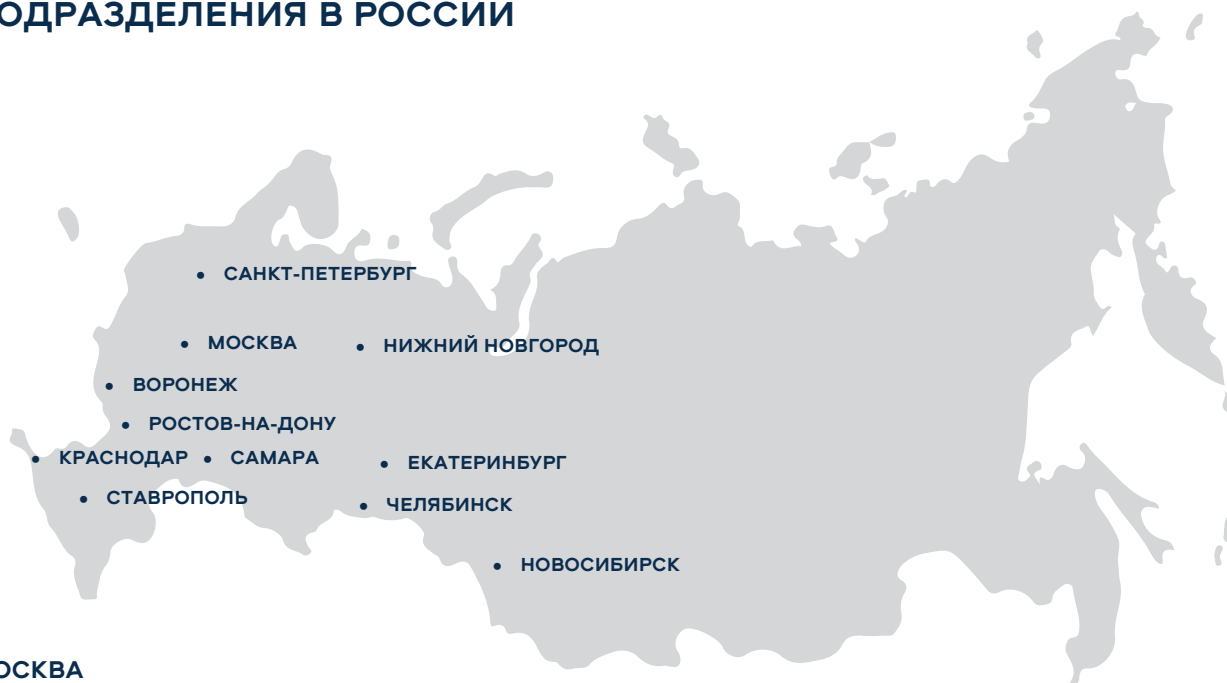 ОДРАЗДЕЛЕНИЯ В РОССИИ
САНКТ-ПЕТЕРБУРГ
МОСКВА
НИЖНИЙ НОВГОРОД
ВОРОНЕЖ
РОСТОВ-НА-ДОНУ
КРАСНОДАР
САМАРА
ЕКАТЕРИНБУРГ
СТАВРОПОЛЬ
ЧЕЛЯБИНСК
НОВОСИБИРСК
ОСКВА